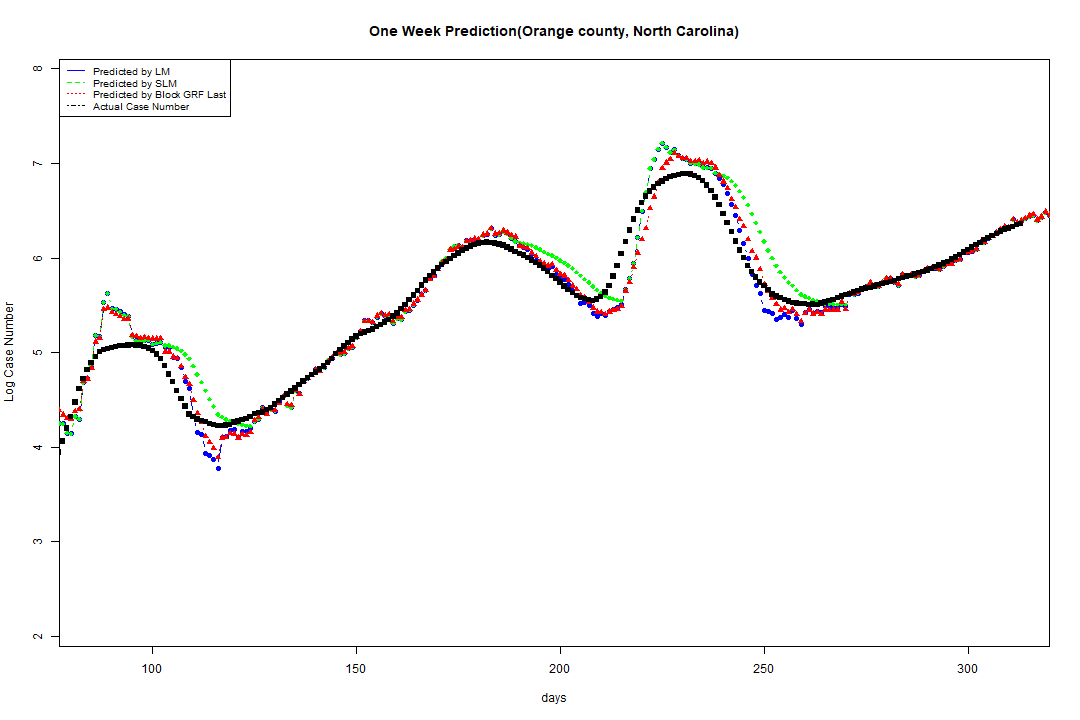 One Week Prediction(Orange county, North Carolina)
Predicted by LM
Predicted by SLM
Predicted by Block GRF Last
Actual Case Number
Log Case Number
8
7
6
5
4
3
2
100 150 200 250 300
days